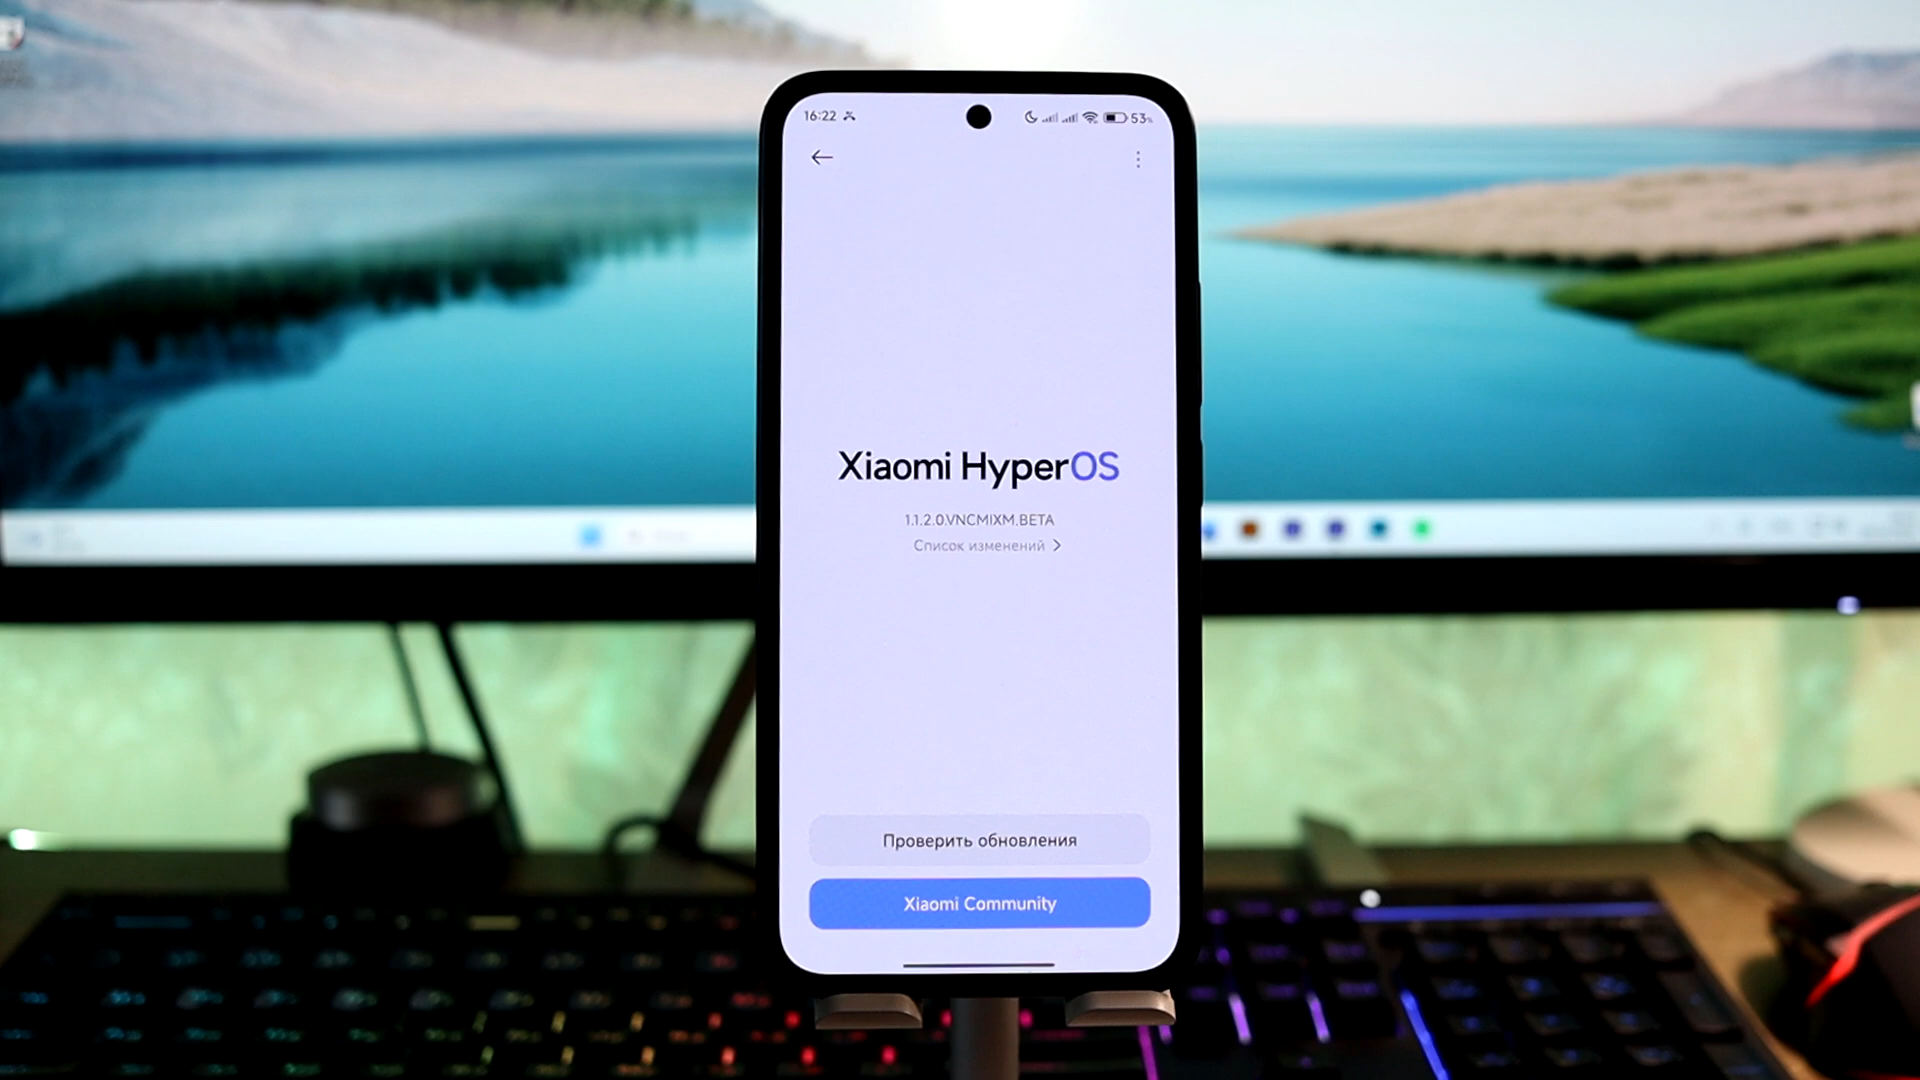 16:22
53%
Xiaomi HyperOS
1.1.2.0.VNCMIXM.BETA
Список изменений >
Проверить обновления
Xiaomi Community